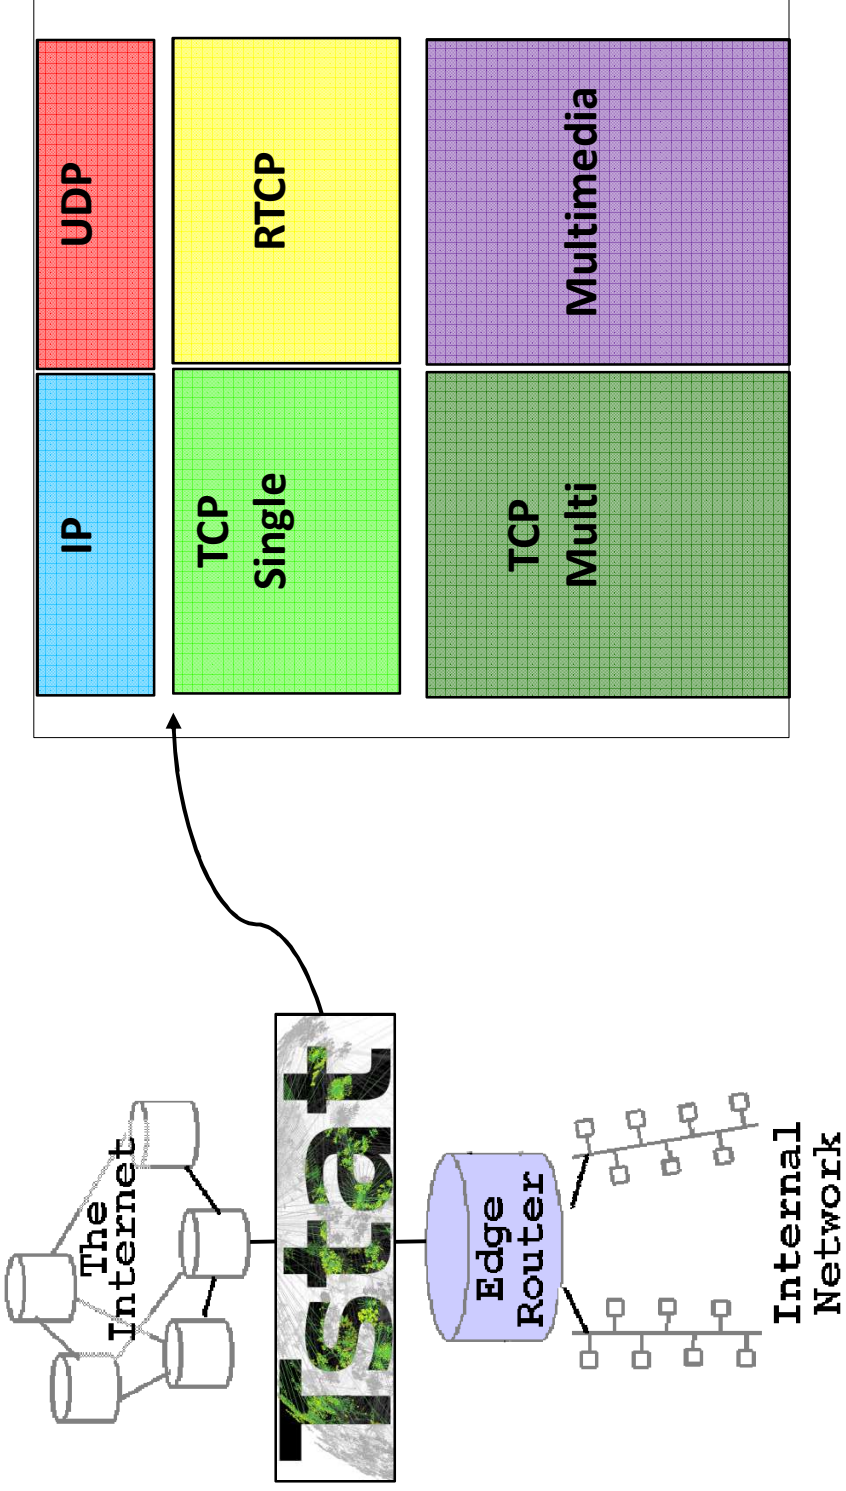 The
Internet
Tstat
Edge
Router
Internal
Network
IP
UDP
TCP
Single
RTCP
TCP
Multi
Multimedia